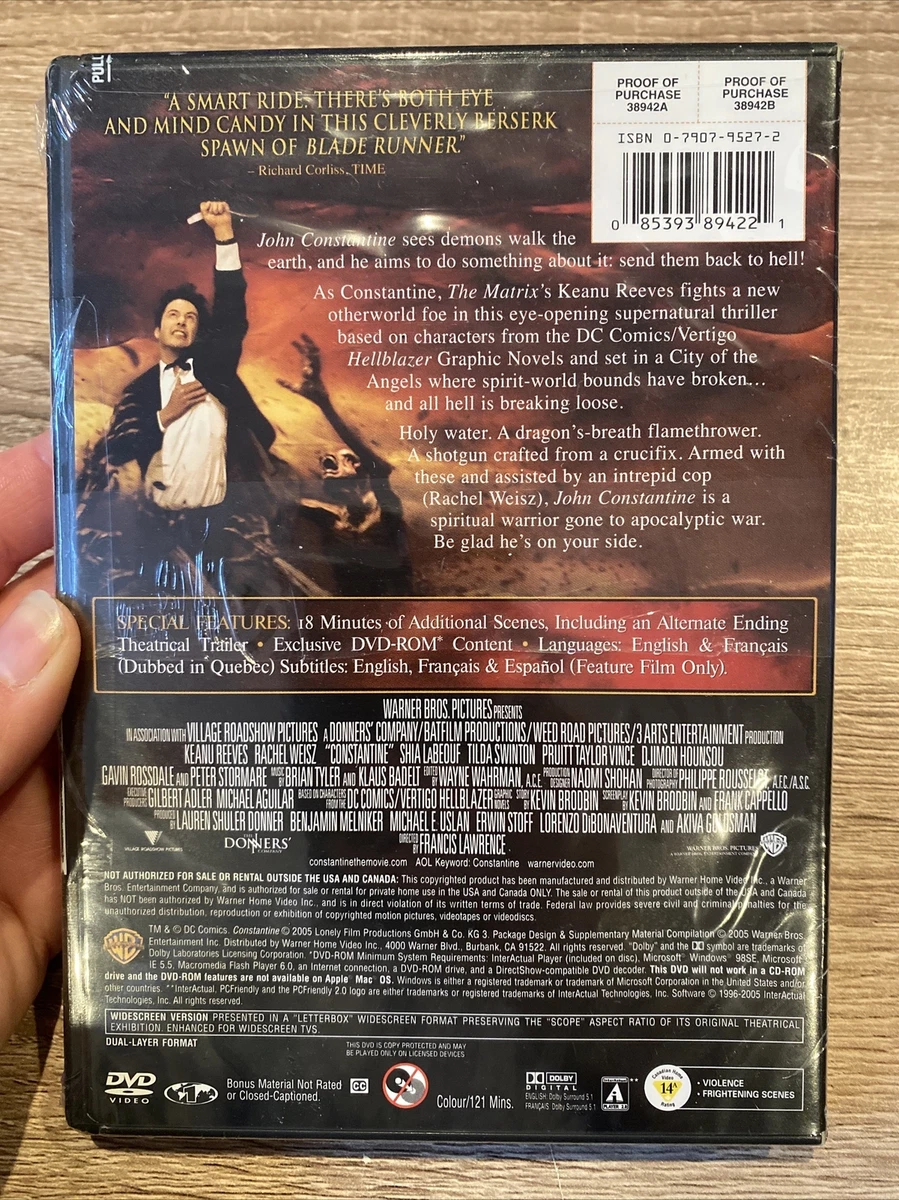 PULL
"A SMART RIDE. THERE'S BOTH EYE
AND MIND CANDY IN THIS CLEVERLY BERSERK
SPAWN OF BLADE RUNNER."
– Richard Corliss, TIME
PROOF OF PURCHASE 38942A
PROOF OF PURCHASE 38942B
ISBN 0-7907-9527-2
0 85393 89422 1
John Constantine sees demons walk the
earth, and he aims to do something about it: send them back to hell!
As Constantine, The Matrix's Keanu Reeves fights a new
otherworld foe in this eye-opening supernatural thriller
based on characters from the DC Comics/Vertigo
Hellblazer Graphic Novels and set in a City of the
Angels where spirit-world bounds have broken...
and all hell is breaking loose.
Holy water. A dragon's-breath flamethrower.
A shotgun crafted from a crucifix. Armed with
these and assisted by an intrepid cop
(Rachel Weisz), John Constantine is a
spiritual warrior gone to apocalyptic war.
Be glad he's on your side.
SPECIAL FEATURES: 18 Minutes of Additional Scenes, Including an Alternate Ending
Theatrical Trailer • Exclusive DVD-ROM* Content • Languages: English & Français
(Dubbed in Quebec) Subtitles: English, Français & Español (Feature Film Only).
WARNER BROS. PICTURES PRESENTS
IN ASSOCIATION WITH VILLAGE ROADSHOW PICTURES A DONNERS' COMPANY/BATFILM PRODUCTIONS/WEED ROAD PICTURES/3 ARTS ENTERTAINMENT PRODUCTION
KEANU REEVES RACHEL WEISZ "CONSTANTINE" SHIA LaBEOUF TILDA SWINTON PRUITT TAYLOR VINCE DJIMON HOUNSOU
GAVIN ROSSDALE AND PETER STORMARE MUSIC BY BRIAN TYLER AND KLAUS BADELT EDITED BY WAYNE WAHRMAN, A.C.E. PRODUCTION DESIGNER NAOMI SHOHAN DIRECTOR OF PHOTOGRAPHY PHILIPPE ROUSSELOT, A.F.C./A.S.C.
EXECUTIVE PRODUCERS GILBERT ADLER MICHAEL AGUILAR BASED ON CHARACTERS FROM THE DC COMICS/VERTIGO HELLBLAZER GRAPHIC NOVELS STORY BY KEVIN BRODBIN SCREENPLAY BY KEVIN BRODBIN AND FRANK CAPPELLO
PRODUCED BY LAUREN SHULER DONNER BENJAMIN MELNIKER MICHAEL E. USLAN ERWIN STOFF LORENZO DiBONAVENTURA AND AKIVA GOLDSMAN
DIRECTED BY FRANCIS LAWRENCE
VILLAGE ROADSHOW PICTURES
THE DONNERS' COMPANY
WARNER BROS. PICTURES
constantinethemovie.com AOL Keyword: Constantine warnervideo.com
NOT AUTHORIZED FOR SALE OR RENTAL OUTSIDE THE USA AND CANADA: This copyrighted product has been manufactured and distributed by Warner Home Video Inc., a Warner
Bros. Entertainment Company, and is authorized for sale or rental for private home use in the USA and Canada ONLY. The sale or rental of this product outside of the USA and Canada
has NOT been authorized by Warner Home Video Inc., and is in direct violation of its written terms of trade. Federal law provides severe civil and criminal penalties for the
unauthorized distribution, reproduction or exhibition of copyrighted motion pictures, videotapes or videodiscs.
TM & © DC Comics. Constantine © 2005 Lonely Film Productions GmbH & Co. KG 3. Package Design & Supplementary Material Compilation © 2005 Warner Bros.
Entertainment Inc. Distributed by Warner Home Video Inc., 4000 Warner Blvd., Burbank, CA 91522. All rights reserved. "Dolby" and the DD symbol are trademarks of
Dolby Laboratories Licensing Corporation. *DVD-ROM Minimum System Requirements: InterActual Player (included on disc). Microsoft® Windows® 98SE, Microsoft®
IE 5.5, Macromedia Flash Player 6.0, an Internet connection, a DVD-ROM drive, and a DirectShow-compatible DVD decoder. This DVD will not work in a CD-ROM
drive and the DVD-ROM features are not available on Apple® Mac® OS. Windows is either a registered trademark or trademark of Microsoft Corporation in the United States and/or
other countries. **InterActual, PCFriendly and the PCFriendly 2.0 logo are either trademarks or registered trademarks of InterActual Technologies, Inc. Software © 1996-2005 InterActual
Technologies, Inc. All rights reserved.
WIDESCREEN VERSION PRESENTED IN A "LETTERBOX" WIDESCREEN FORMAT PRESERVING THE "SCOPE" ASPECT RATIO OF ITS ORIGINAL THEATRICAL
EXHIBITION. ENHANCED FOR WIDESCREEN TVS.
DUAL-LAYER FORMAT
THIS DVD IS COPY PROTECTED AND MAY
BE PLAYED ONLY ON LICENSED DEVICES
DVD VIDEO
Bonus Material Not Rated
or Closed-Captioned.
CC
Colour/121 Mins.
DOLBY DIGITAL
ENGLISH: Dolby Surround 5.1
FRANÇAIS: Dolby Surround 5.1
**
Canadian Home Video 14A Rating
• VIOLENCE
• FRIGHTENING SCENES